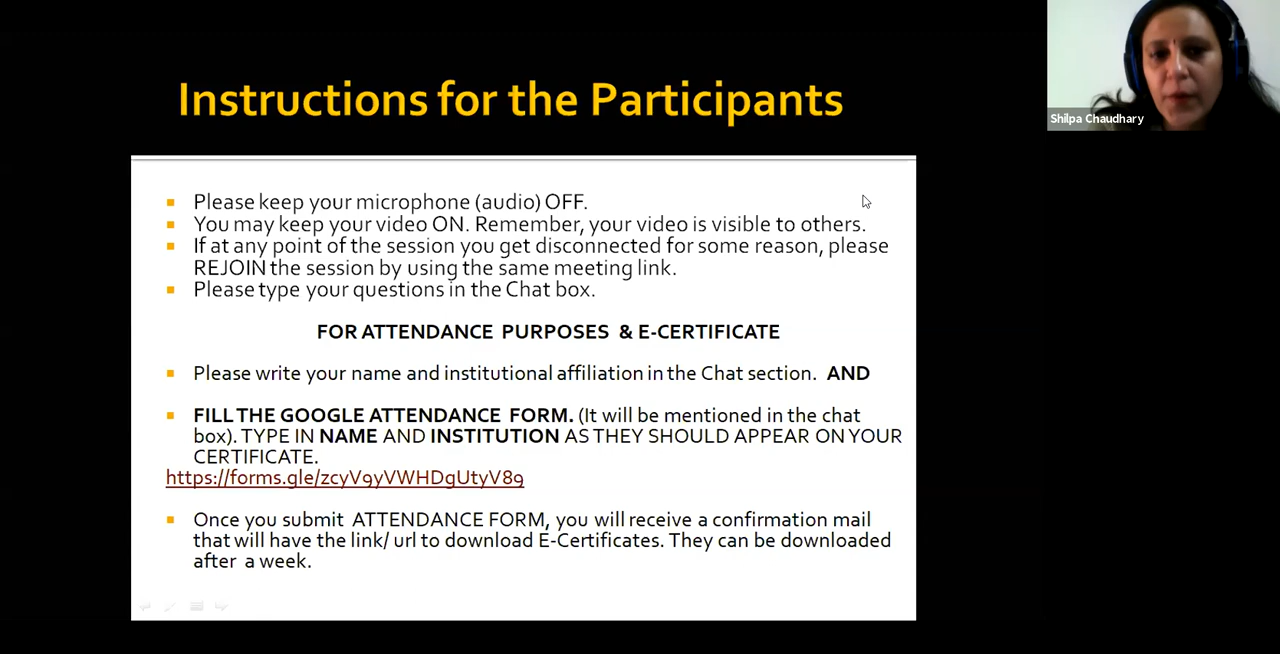 Instructions for the Participants
Shilpa Chaudhary
Please keep your microphone (audio) OFF.
You may keep your video ON. Remember, your video is visible to others.
If at any point of the session you get disconnected for some reason, please
REJOIN the session by using the same meeting link.
Please type your questions in the Chat box.
FOR ATTENDANCE PURPOSES & E-CERTIFICATE
Please write your name and institutional affiliation in the Chat section. AND
FILL THE GOOGLE ATTENDANCE FORM. (It will be mentioned in the chat
box). TYPE IN NAME AND INSTITUTION AS THEY SHOULD APPEAR ON YOUR
CERTIFICATE.
https://forms.gle/zcyV9yVWHDgUtyV89
Once you submit ATTENDANCE FORM, you will receive a confirmation mail
that will have the link/ url to download E-Certificates. They can be downloaded
after a week.